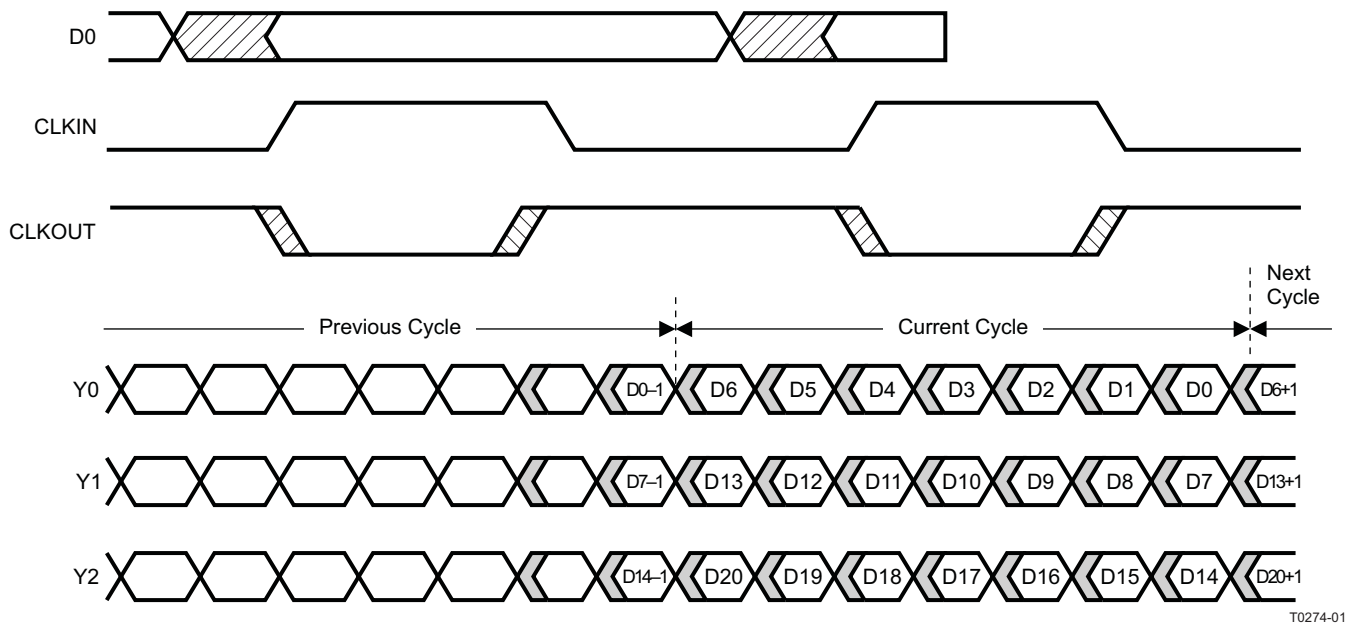 D0
CLKIN
CLKOUT
Next
Cycle
Previous Cycle
Current Cycle
Y0 D0–1 D6 D5 D4 D3 D2 D1 D0 D6+1
Y1 D7–1 D13 D12 D11 D10 D9 D8 D7 D13+1
Y2 D14–1 D20 D19 D18 D17 D16 D15 D14 D20+1
T0274-01